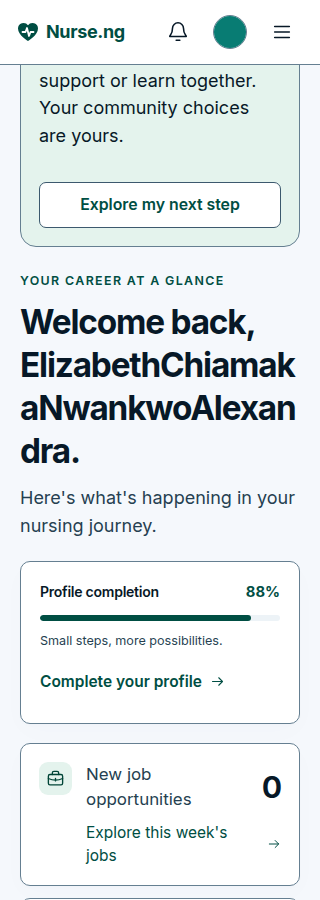 Nurse.ng
support or learn together.
Your community choices
are yours.
Explore my next step
YOUR CAREER AT A GLANCE
Welcome back,
ElizabethChiamak
aNwankwoAlexan
dra.
Here's what's happening in your
nursing journey.
Profile completion 88%
Small steps, more possibilities.
Complete your profile →
New job
opportunities
0
Explore this week's
jobs →